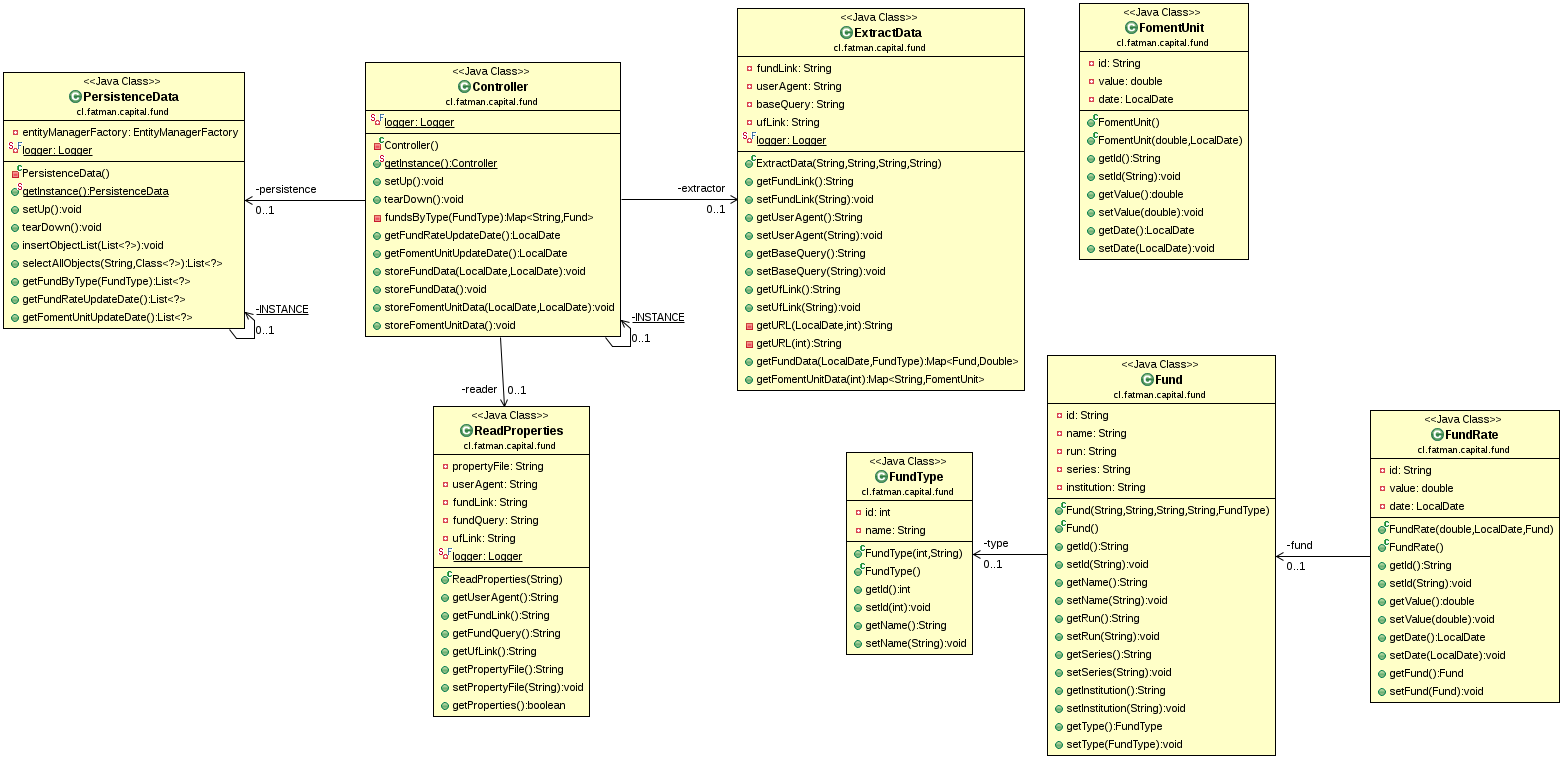 <<Java Class>>
PersistenceData
cl.fatman.capital.fund
entityManagerFactory: EntityManagerFactory
logger: Logger
PersistenceData()
getInstance():PersistenceData
setUp():void
tearDown():void
insertObjectList(List<?>):void
selectAllObjects(String,Class<?>):List<?>
getFundByType(FundType):List<?>
getFundRateUpdateDate():List<?>
getFomentUnitUpdateDate():List<?>
-INSTANCE
0..1
-persistence
0..1
<<Java Class>>
Controller
cl.fatman.capital.fund
logger: Logger
Controller()
getInstance():Controller
setUp():void
tearDown():void
fundsByType(FundType):Map<String,Fund>
getFundRateUpdateDate():LocalDate
getFomentUnitUpdateDate():LocalDate
storeFundData(LocalDate,LocalDate):void
storeFundData():void
storeFomentUnitData(LocalDate,LocalDate):void
storeFomentUnitData():void
-INSTANCE
0..1
-extractor
0..1
-reader
0..1
<<Java Class>>
ReadProperties
cl.fatman.capital.fund
propertyFile: String
userAgent: String
fundLink: String
fundQuery: String
ufLink: String
logger: Logger
ReadProperties(String)
getUserAgent():String
getFundLink():String
getFundQuery():String
getUfLink():String
getPropertyFile():String
setPropertyFile(String):void
getProperties():boolean
<<Java Class>>
ExtractData
cl.fatman.capital.fund
fundLink: String
userAgent: String
baseQuery: String
ufLink: String
logger: Logger
ExtractData(String,String,String,String)
getFundLink():String
setFundLink(String):void
getUserAgent():String
setUserAgent(String):void
getBaseQuery():String
setBaseQuery(String):void
getUfLink():String
setUfLink(String):void
getURL(LocalDate,int):String
getURL(int):String
getFundData(LocalDate,FundType):Map<Fund,Double>
getFomentUnitData(int):Map<String,FomentUnit>
<<Java Class>>
FomentUnit
cl.fatman.capital.fund
id: String
value: double
date: LocalDate
FomentUnit()
FomentUnit(double,LocalDate)
getId():String
setId(String):void
getValue():double
setValue(double):void
getDate():LocalDate
setDate(LocalDate):void
<<Java Class>>
FundType
cl.fatman.capital.fund
id: int
name: String
FundType(int,String)
FundType()
getId():int
setId(int):void
getName():String
setName(String):void
-type
0..1
<<Java Class>>
Fund
cl.fatman.capital.fund
id: String
name: String
run: String
series: String
institution: String
Fund(String,String,String,String,FundType)
Fund()
getId():String
setId(String):void
getName():String
setName(String):void
getRun():String
setRun(String):void
getSeries():String
setSeries(String):void
getInstitution():String
setInstitution(String):void
getType():FundType
setType(FundType):void
-fund
0..1
<<Java Class>>
FundRate
cl.fatman.capital.fund
id: String
value: double
date: LocalDate
FundRate(double,LocalDate,Fund)
FundRate()
getId():String
setId(String):void
getValue():double
setValue(double):void
getDate():LocalDate
setDate(LocalDate):void
getFund():Fund
setFund(Fund):void